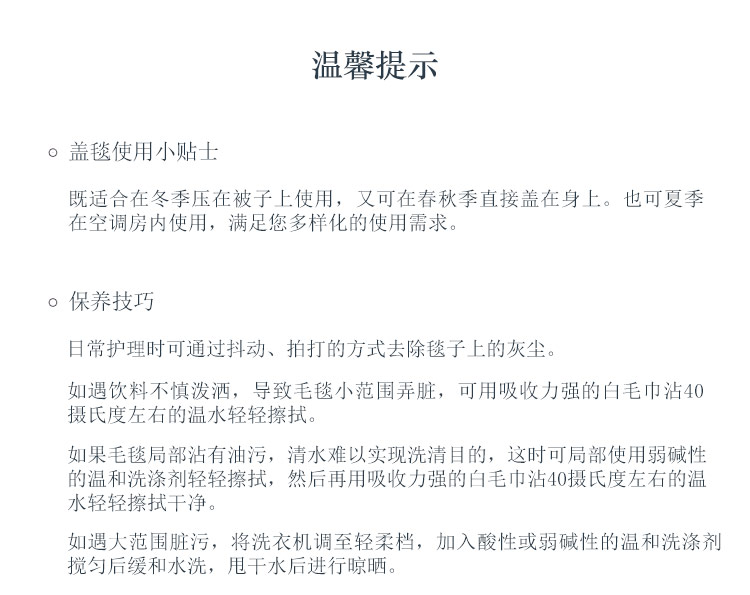 温馨提示
盖毯使用小贴士
既适合在冬季压在被子上使用，又可在春秋季直接盖在身上。也可夏季
在空调房内使用，满足您多样化的使用需求。
保养技巧
日常护理时可通过抖动、拍打的方式去除毯子上的灰尘。
如遇饮料不慎泼洒，导致毛毯小范围弄脏，可用吸收力强的白毛巾沾40
摄氏度左右的温水轻轻擦拭。
如果毛毯局部沾有油污，清水难以实现洗清目的，这时可局部使用弱碱性
的温和洗涤剂轻轻擦拭，然后再用吸收力强的白毛巾沾40摄氏度左右的温
水轻轻擦拭干净。
如遇大范围脏污，将洗衣机调至轻柔档，加入酸性或弱碱性的温和洗涤剂
搅匀后缓和水洗，甩干水后进行晾晒。